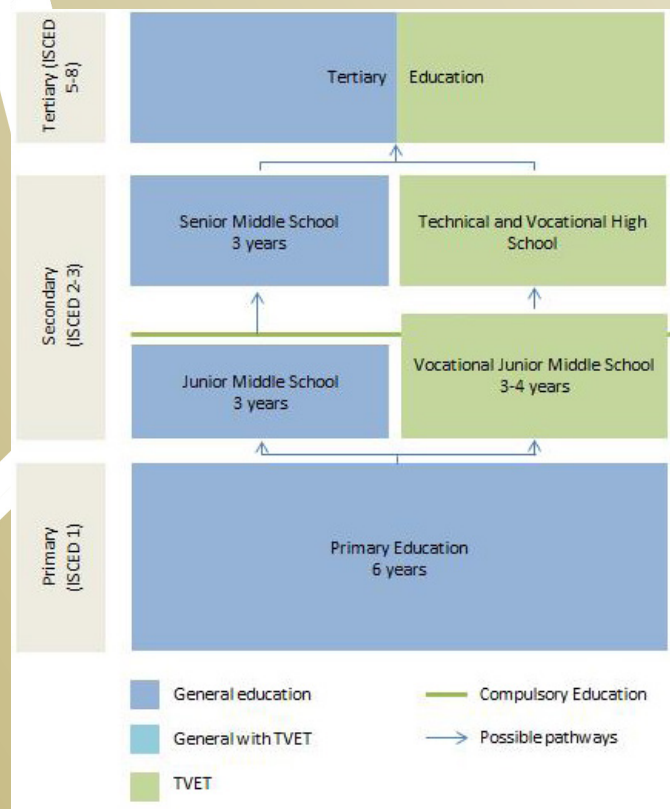 Tertiary (ISCED
5-8)
Tertiary Education
Secondary
(ISCED 2-3)
Senior Middle School
3 years
Technical and Vocational High
School
Junior Middle School
3 years
Vocational Junior Middle School
3-4 years
Primary
(ISCED 1)
Primary Education
6 years
General education
Compulsory Education
General with TVET
Possible pathways
TVET